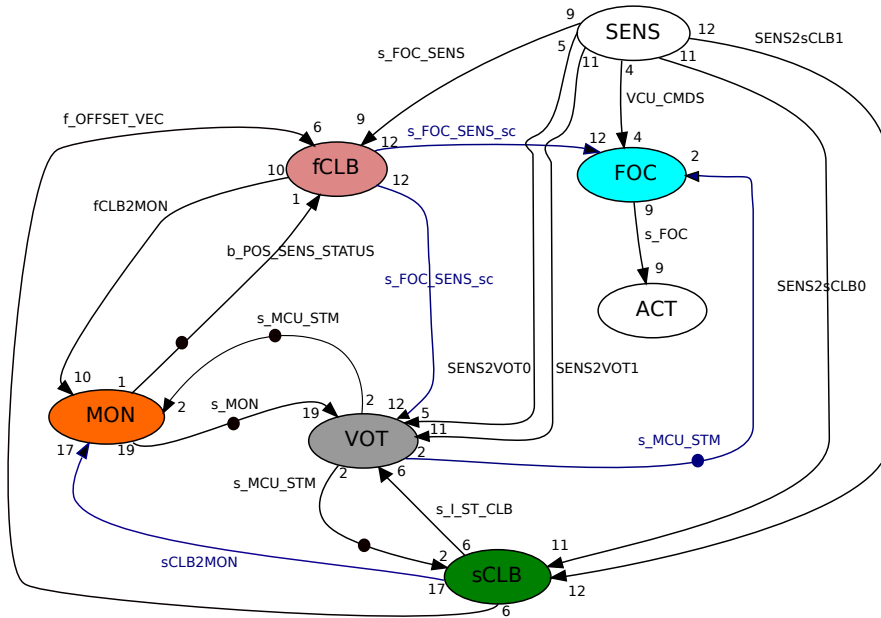 9
SENS
12
SENS2sCLB1
5
11
4
11
s_FOC_SENS
VCU_CMDS
f_OFFSET_VEC
6
9
12
s_FOC_SENS_sc
12
4
fCLB
FOC
2
10
12
1
9
fCLB2MON
s_FOC
b_POS_SENS_STATUS
9
s_FOC_SENS_sc
SENS2sCLB0
ACT
s_MCU_STM
SENS2VOT0
SENS2VOT1
10
1
2
s_MON
19
2
12
5
11
MON
VOT
17
19
2
2
6
s_MCU_STM
s_MCU_STM
s_I_ST_CLB
2
6
11
sCLB2MON
sCLB
17
6
12